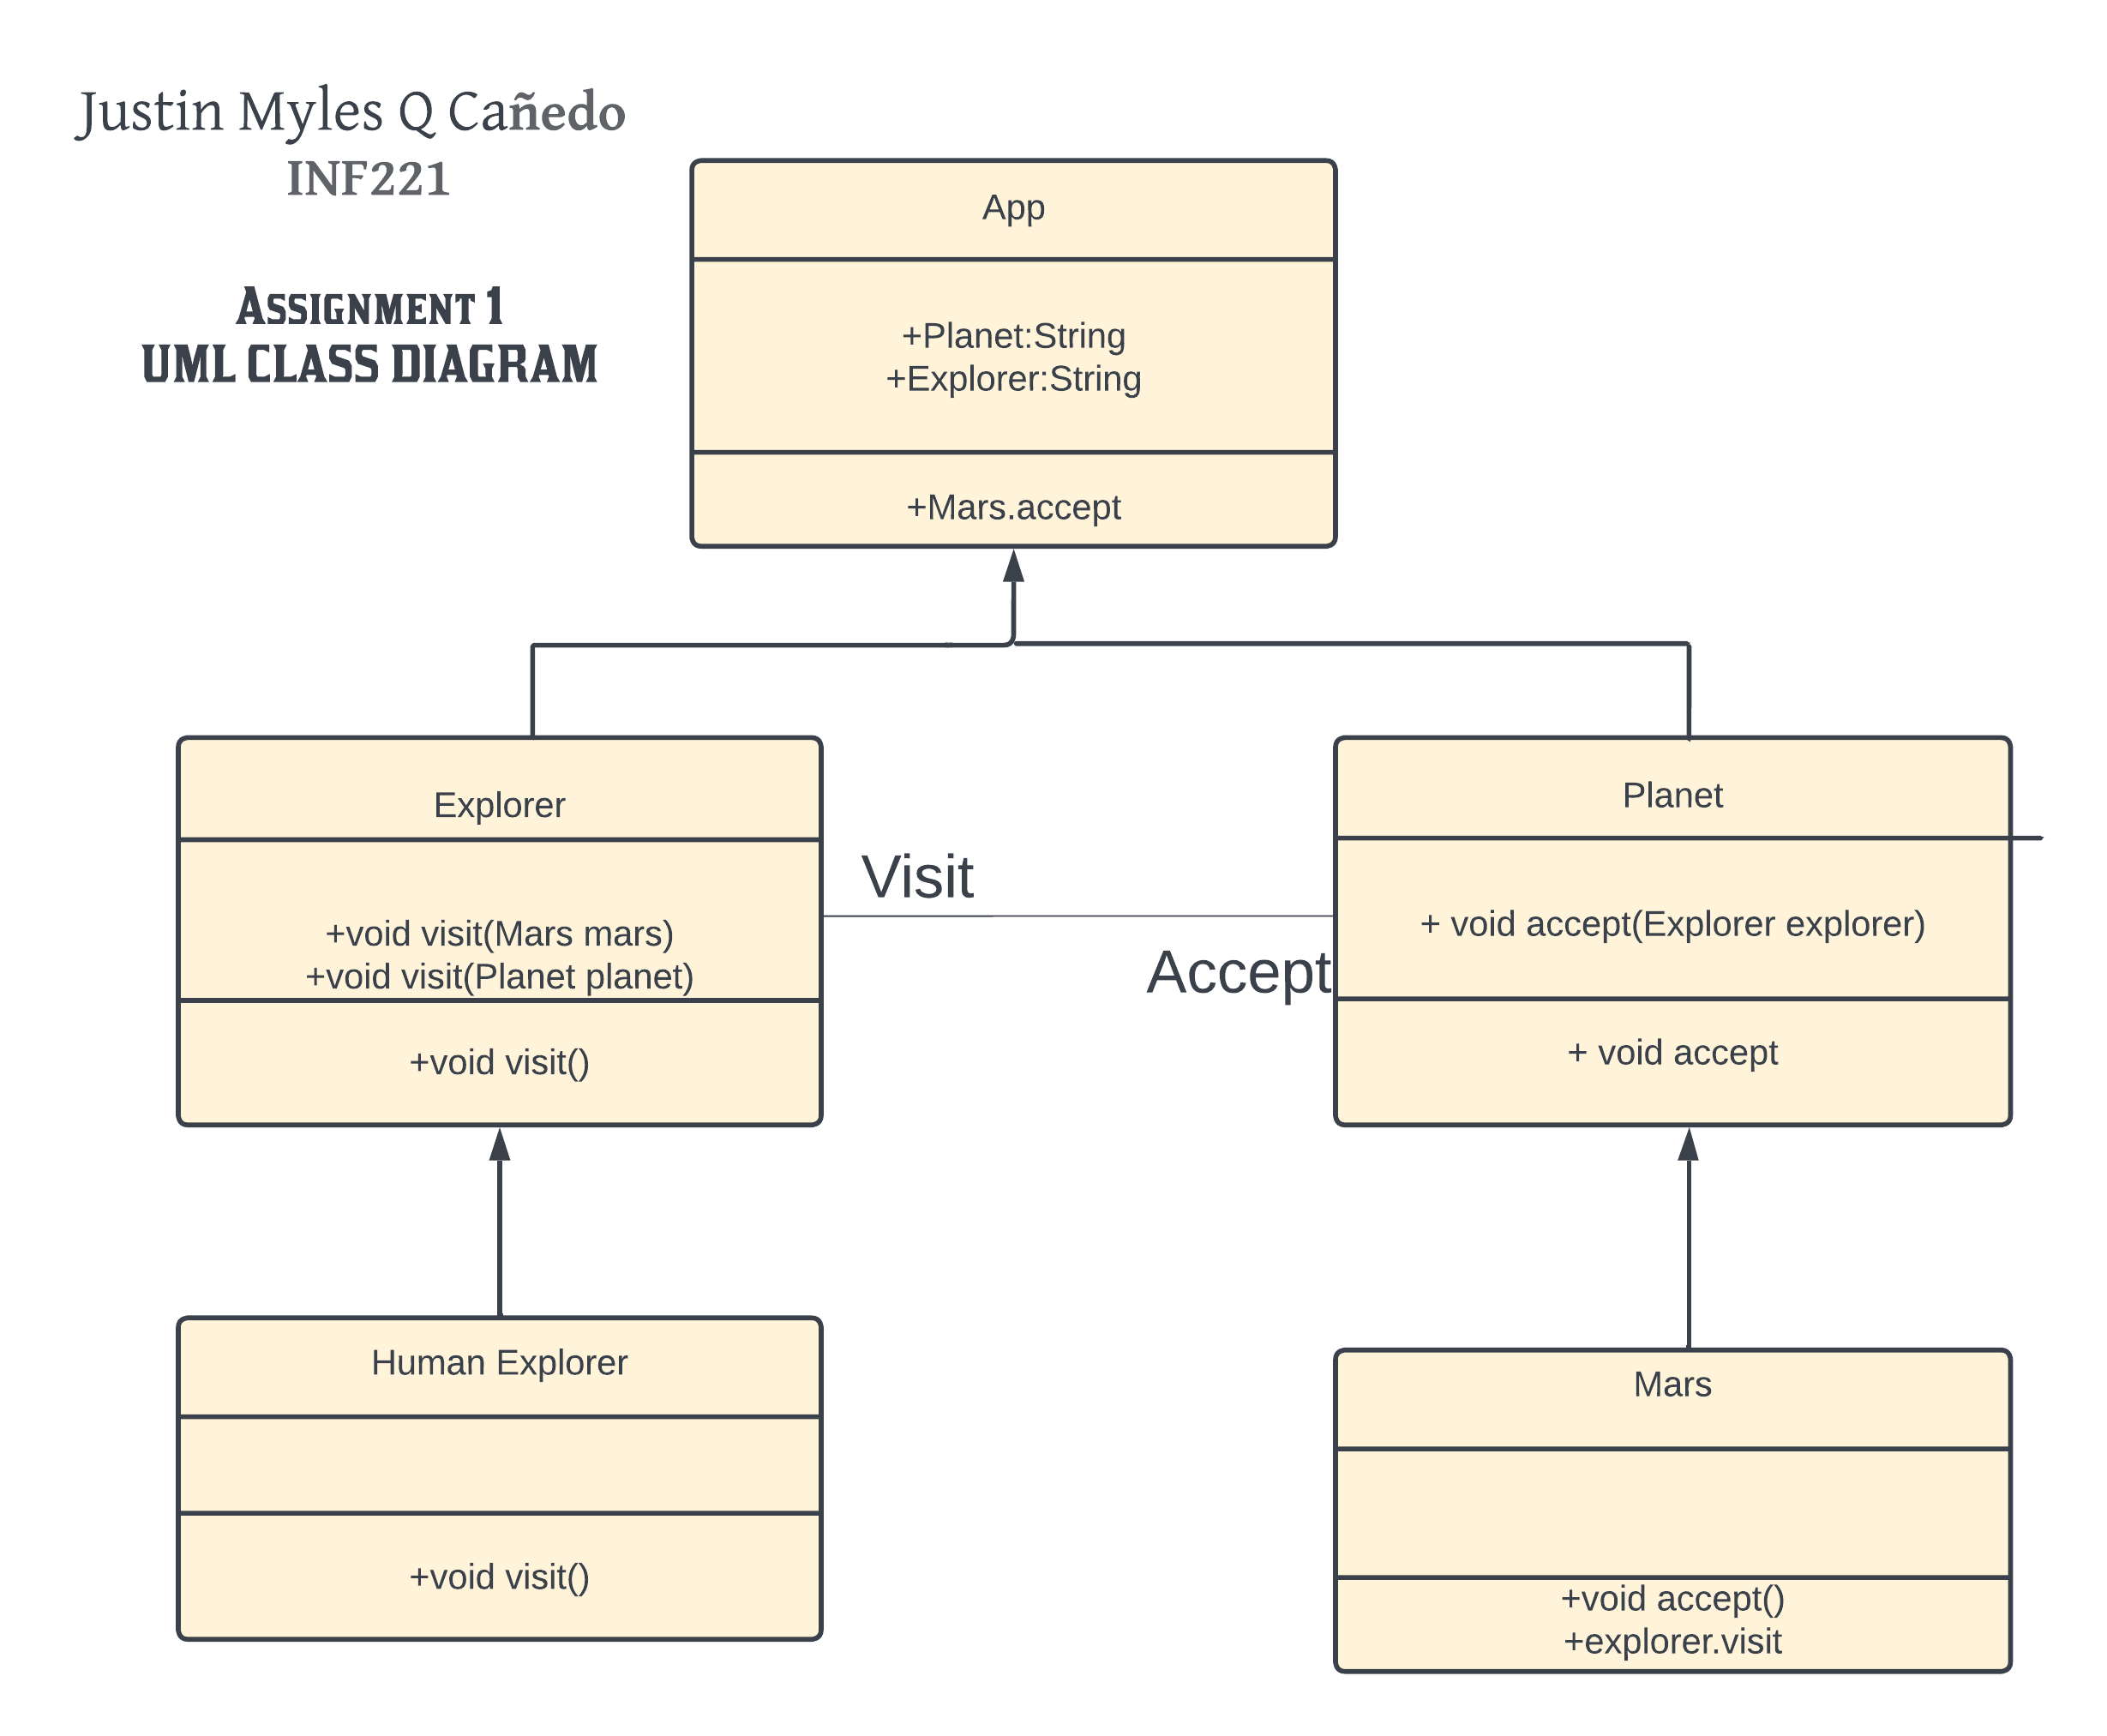 Justin Myles Q Cañedo
INF221
Assignment 1
UML CLASS DIAGRAM
App
+Planet:String
+Explorer:String
+Mars.accept
Explorer
+void visit(Mars mars)
+void visit(Planet planet)
+void visit()
Visit
Accept
Planet
+ void accept(Explorer explorer)
+ void accept
Human Explorer
+void visit()
Mars
+void accept()
+explorer.visit